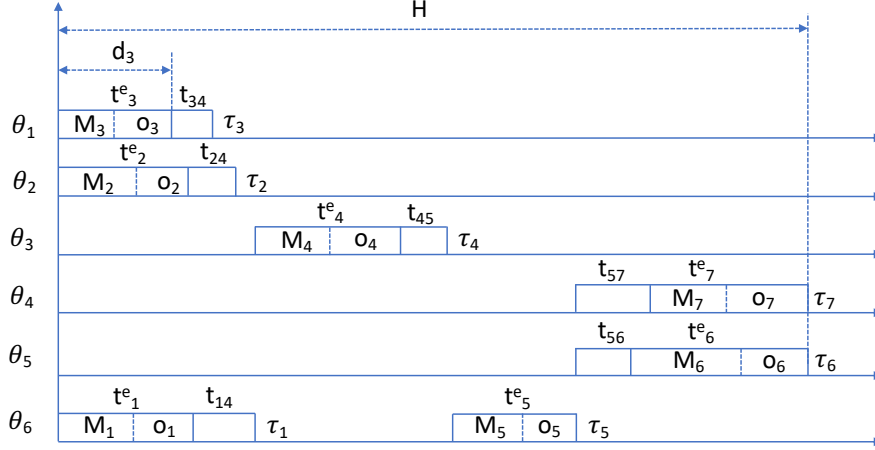 H
d₃
tᵉ₃ t₃₄
θ₁ M₃ o₃ τ₃
tᵉ₂ t₂₄
θ₂ M₂ o₂ τ₂
tᵉ₄ t₄₅
θ₃ M₄ o₄ τ₄
t₅₇ tᵉ₇
θ₄ M₇ o₇ τ₇
t₅₆ tᵉ₆
θ₅ M₆ o₆ τ₆
tᵉ₁ t₁₄ tᵉ₅
θ₆ M₁ o₁ τ₁ M₅ o₅ τ₅